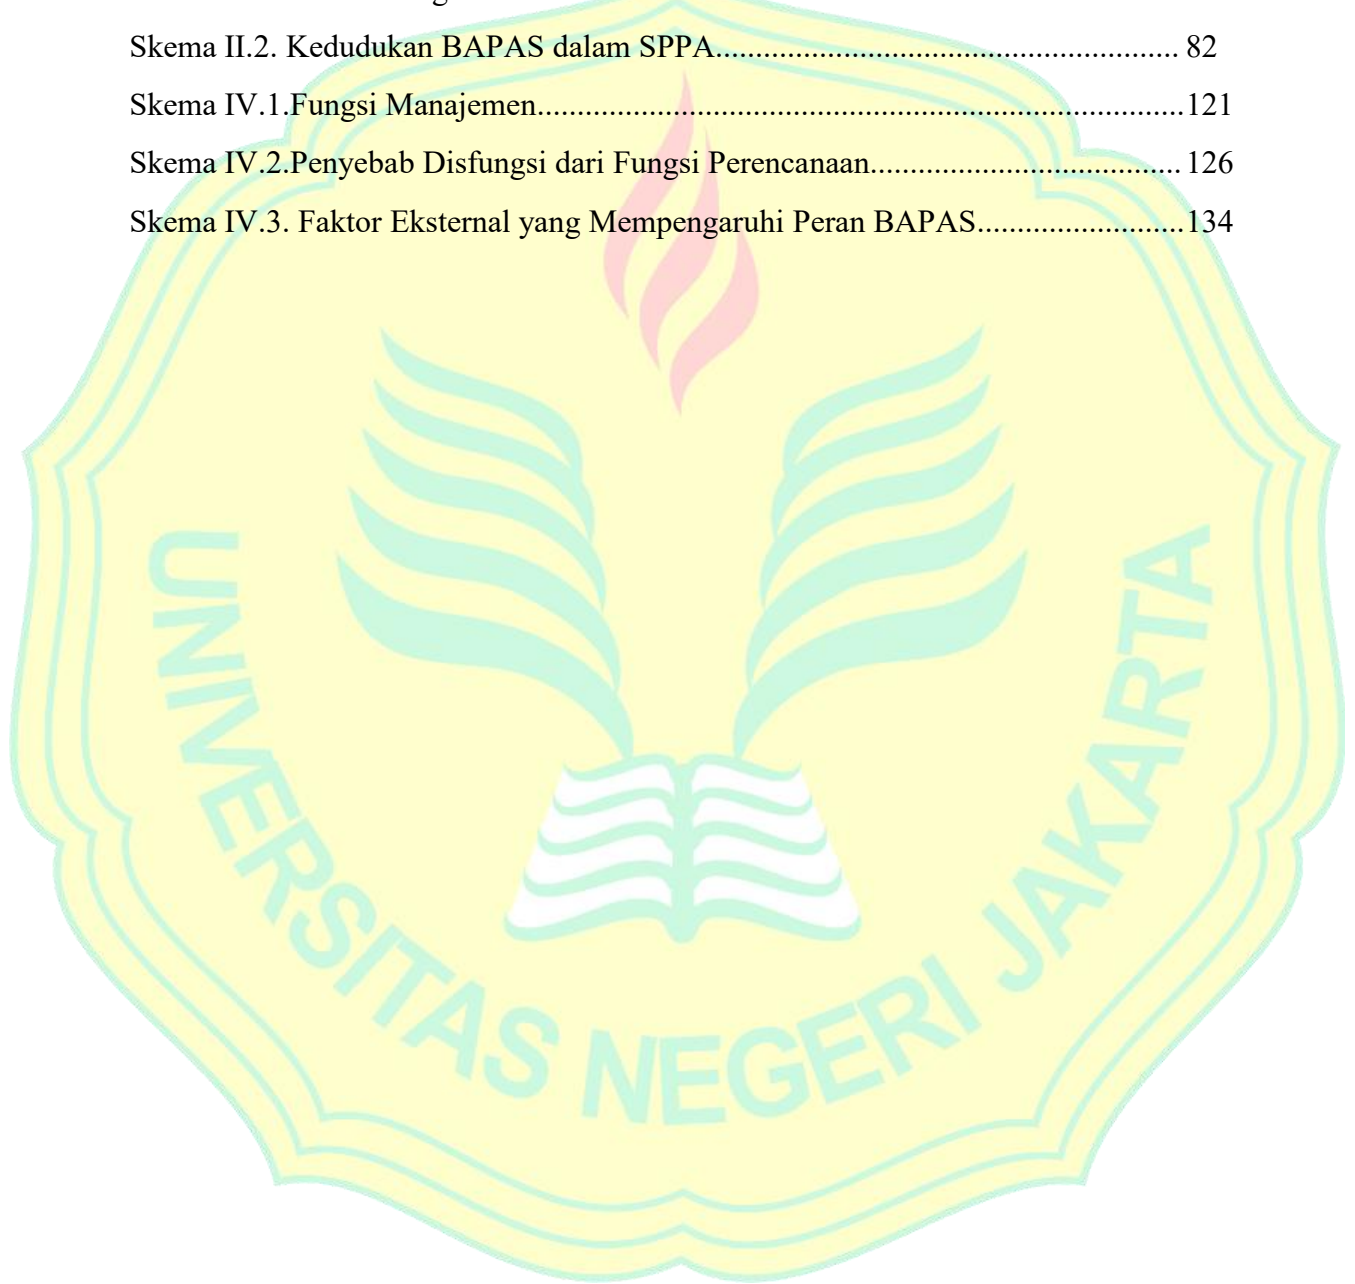 Skema II.2. Kedudukan BAPAS dalam SPPA.......................................................... 82
Skema IV.1.Fungsi Manajemen.................................................................................121
Skema IV.2.Penyebab Disfungsi dari Fungsi Perencanaan....................................... 126
Skema IV.3. Faktor Eksternal yang Mempengaruhi Peran BAPAS..........................134
UNIVERSITAS NEGERI JAKARTA